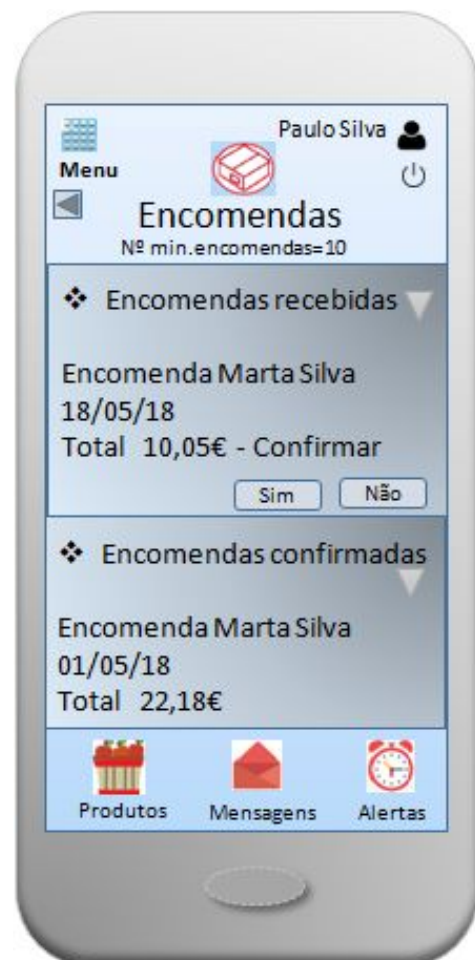 Paulo Silva
Menu
Encomendas
Nº min.encomendas=10
❖ Encomendas recebidas
Encomenda Marta Silva
18/05/18
Total 10,05€ - Confirmar
Sim Não
❖ Encomendas confirmadas
Encomenda Marta Silva
01/05/18
Total 22,18€
Produtos Mensagens Alertas